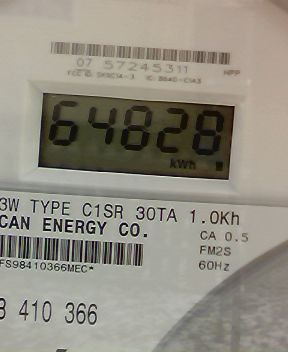 07 57245311
HPP
64828
kWh
3W TYPE C1SR 30TA 1.0Kh
CAN ENERGY CO.
CA 0.5
FM2S
60Hz
FS98410366MEC*
410 366